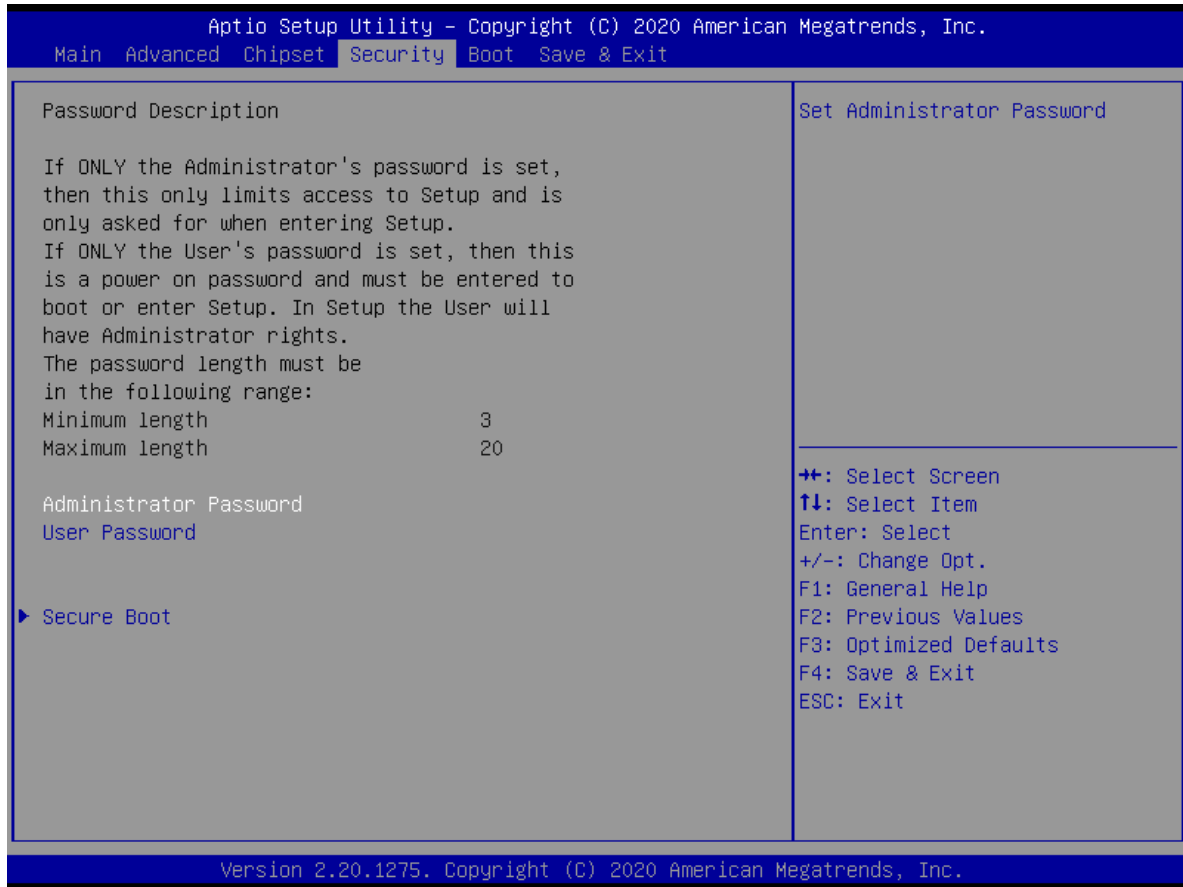 Aptio Setup Utility – Copyright (C) 2020 American Megatrends, Inc.
Main Advanced Chipset Security Boot Save & Exit
Password Description
If ONLY the Administrator's password is set,
then this only limits access to Setup and is
only asked for when entering Setup.
If ONLY the User's password is set, then this
is a power on password and must be entered to
boot or enter Setup. In Setup the User will
have Administrator rights.
The password length must be
in the following range:
Minimum length 3
Maximum length 20
Administrator Password
User Password
▶ Secure Boot
Set Administrator Password
→←: Select Screen
↑↓: Select Item
Enter: Select
+/-: Change Opt.
F1: General Help
F2: Previous Values
F3: Optimized Defaults
F4: Save & Exit
ESC: Exit
Version 2.20.1275. Copyright (C) 2020 American Megatrends, Inc.